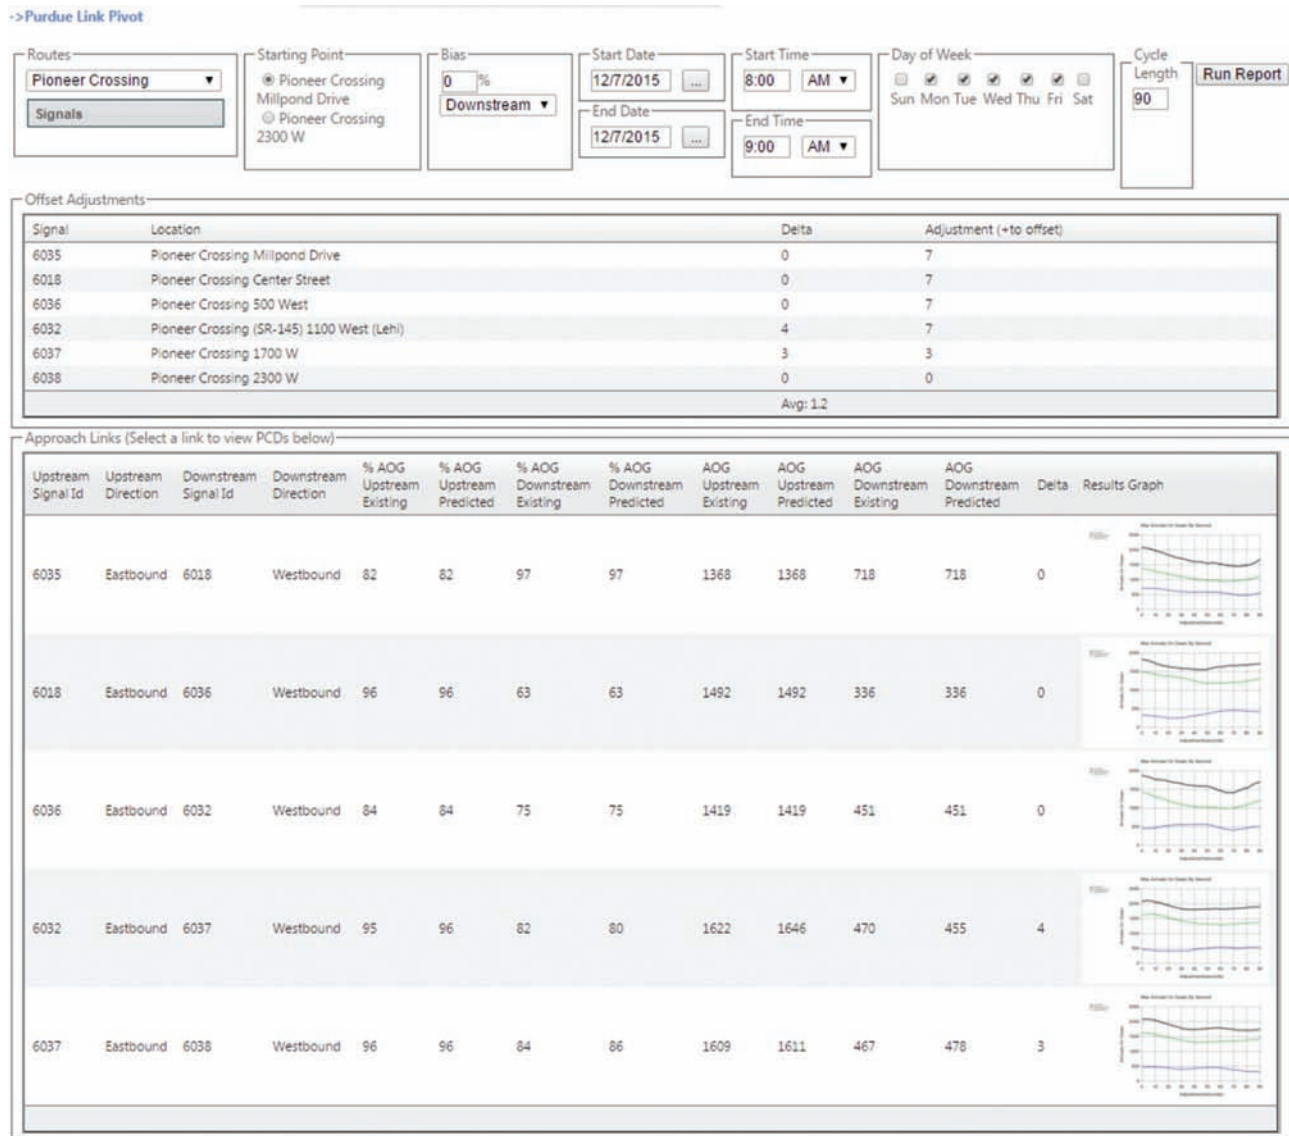 ->Purdue Link Pivot
Routes
Pioneer Crossing
Signals
Starting Point
Pioneer Crossing
Millpond Drive
Pioneer Crossing
2300 W
Bias
0 %
Downstream
Start Date
12/7/2015 ...
End Date
12/7/2015 ...
Start Time
8:00 AM
End Time
9:00 AM
Day of Week
Sun Mon Tue Wed Thu Fri Sat
Cycle
Length
90
Run Report
Offset Adjustments
Signal Location Delta Adjustment (+to offset)
6035 Pioneer Crossing Millpond Drive 0 7
6018 Pioneer Crossing Center Street 0 7
6036 Pioneer Crossing 500 West 0 7
6032 Pioneer Crossing (SR-145) 1100 West (Lehi) 4 7
6037 Pioneer Crossing 1700 W 3 3
6038 Pioneer Crossing 2300 W 0 0
Avg: 1.2
Approach Links (Select a link to view PCDs below)
Upstream Signal Id Upstream Direction Downstream Signal Id Downstream Direction % AOG Upstream Existing % AOG Upstream Predicted % AOG Downstream Existing % AOG Downstream Predicted AOG Upstream Existing AOG Upstream Predicted AOG Downstream Existing AOG Downstream Predicted Delta Results Graph
6035 Eastbound 6018 Westbound 82 82 97 97 1368 1368 718 718 0
6018 Eastbound 6036 Westbound 96 96 63 63 1492 1492 336 336 0
6036 Eastbound 6032 Westbound 84 84 75 75 1419 1419 451 451 0
6032 Eastbound 6037 Westbound 95 96 82 80 1622 1646 470 455 4
6037 Eastbound 6038 Westbound 96 96 84 86 1609 1611 467 478 3